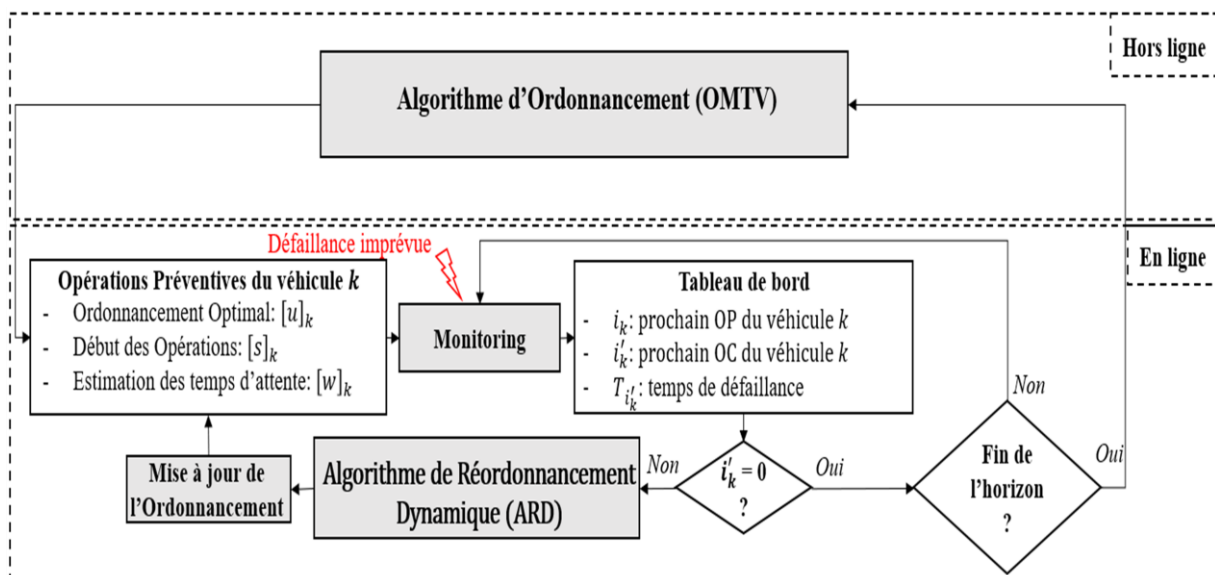 Hors ligne
Algorithme d'Ordonnancement (OMTV)
En ligne
Défaillance imprévue
Opérations Préventives du véhicule k
- Ordonnancement Optimal: [u]ₖ
- Début des Opérations: [s]ₖ
- Estimation des temps d'attente: [w]ₖ
Monitoring
Tableau de bord
- iₖ: prochain OP du véhicule k
- i′ₖ: prochain OC du véhicule k
- T_{i′ₖ}: temps de défaillance
Non
Mise à jour de
l'Ordonnancement
Algorithme de Réordonnancement
Dynamique (ARD)
Non
i′ₖ = 0
?
Oui
Fin de
l'horizon
?
Oui